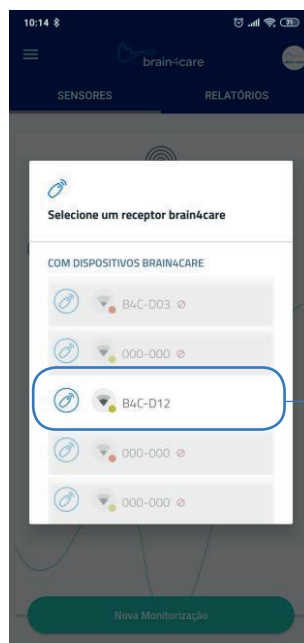 10:14
71
brain4care
SENSORES
RELATÓRIOS
Selecione um receptor brain4care
COM DISPOSITIVOS BRAIN4CARE
B4C-D03
000-000
B4C-D12
000-000
000-000
Nova Monitorização